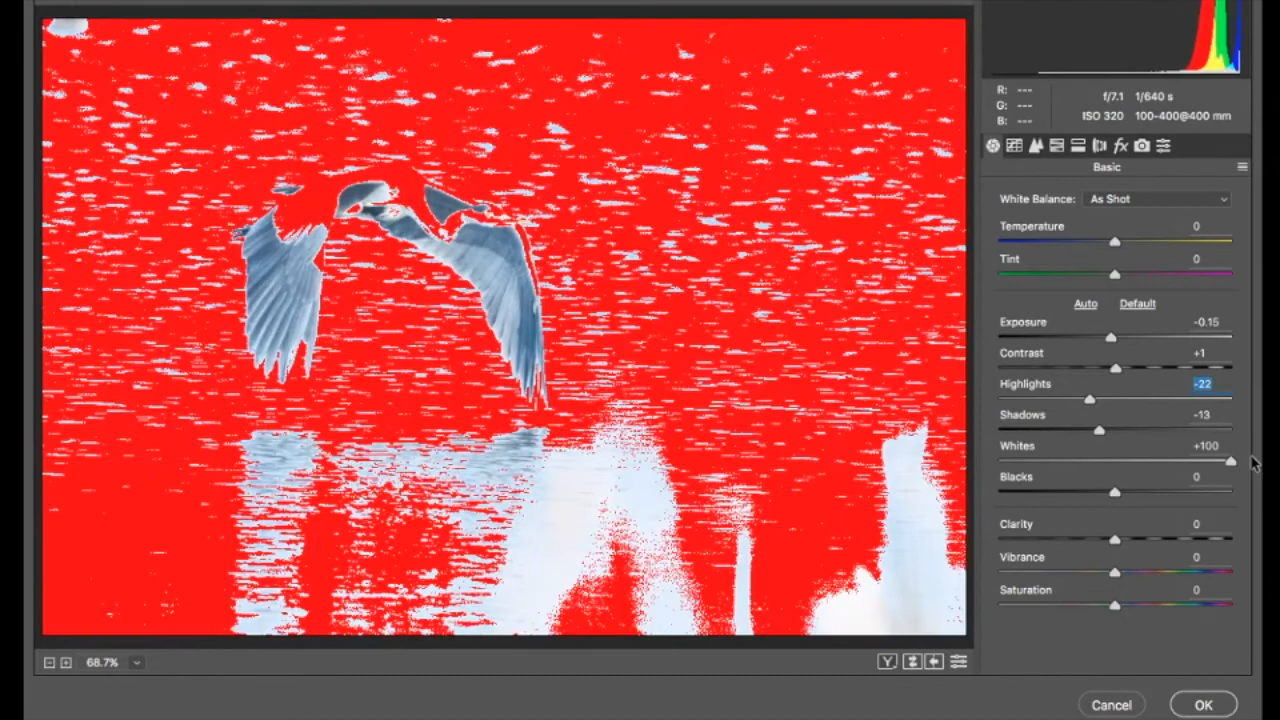 R: ---
G: ---
B: ---
f/7.1 1/640 s
ISO 320 100-400@400 mm
fx
Basic
White Balance: As Shot
Temperature 0
Tint 0
Auto Default
Exposure -0.15
Contrast +1
Highlights -22
Shadows -13
Whites +100
Blacks 0
Clarity 0
Vibrance 0
Saturation 0
68.7%
Y
Cancel OK